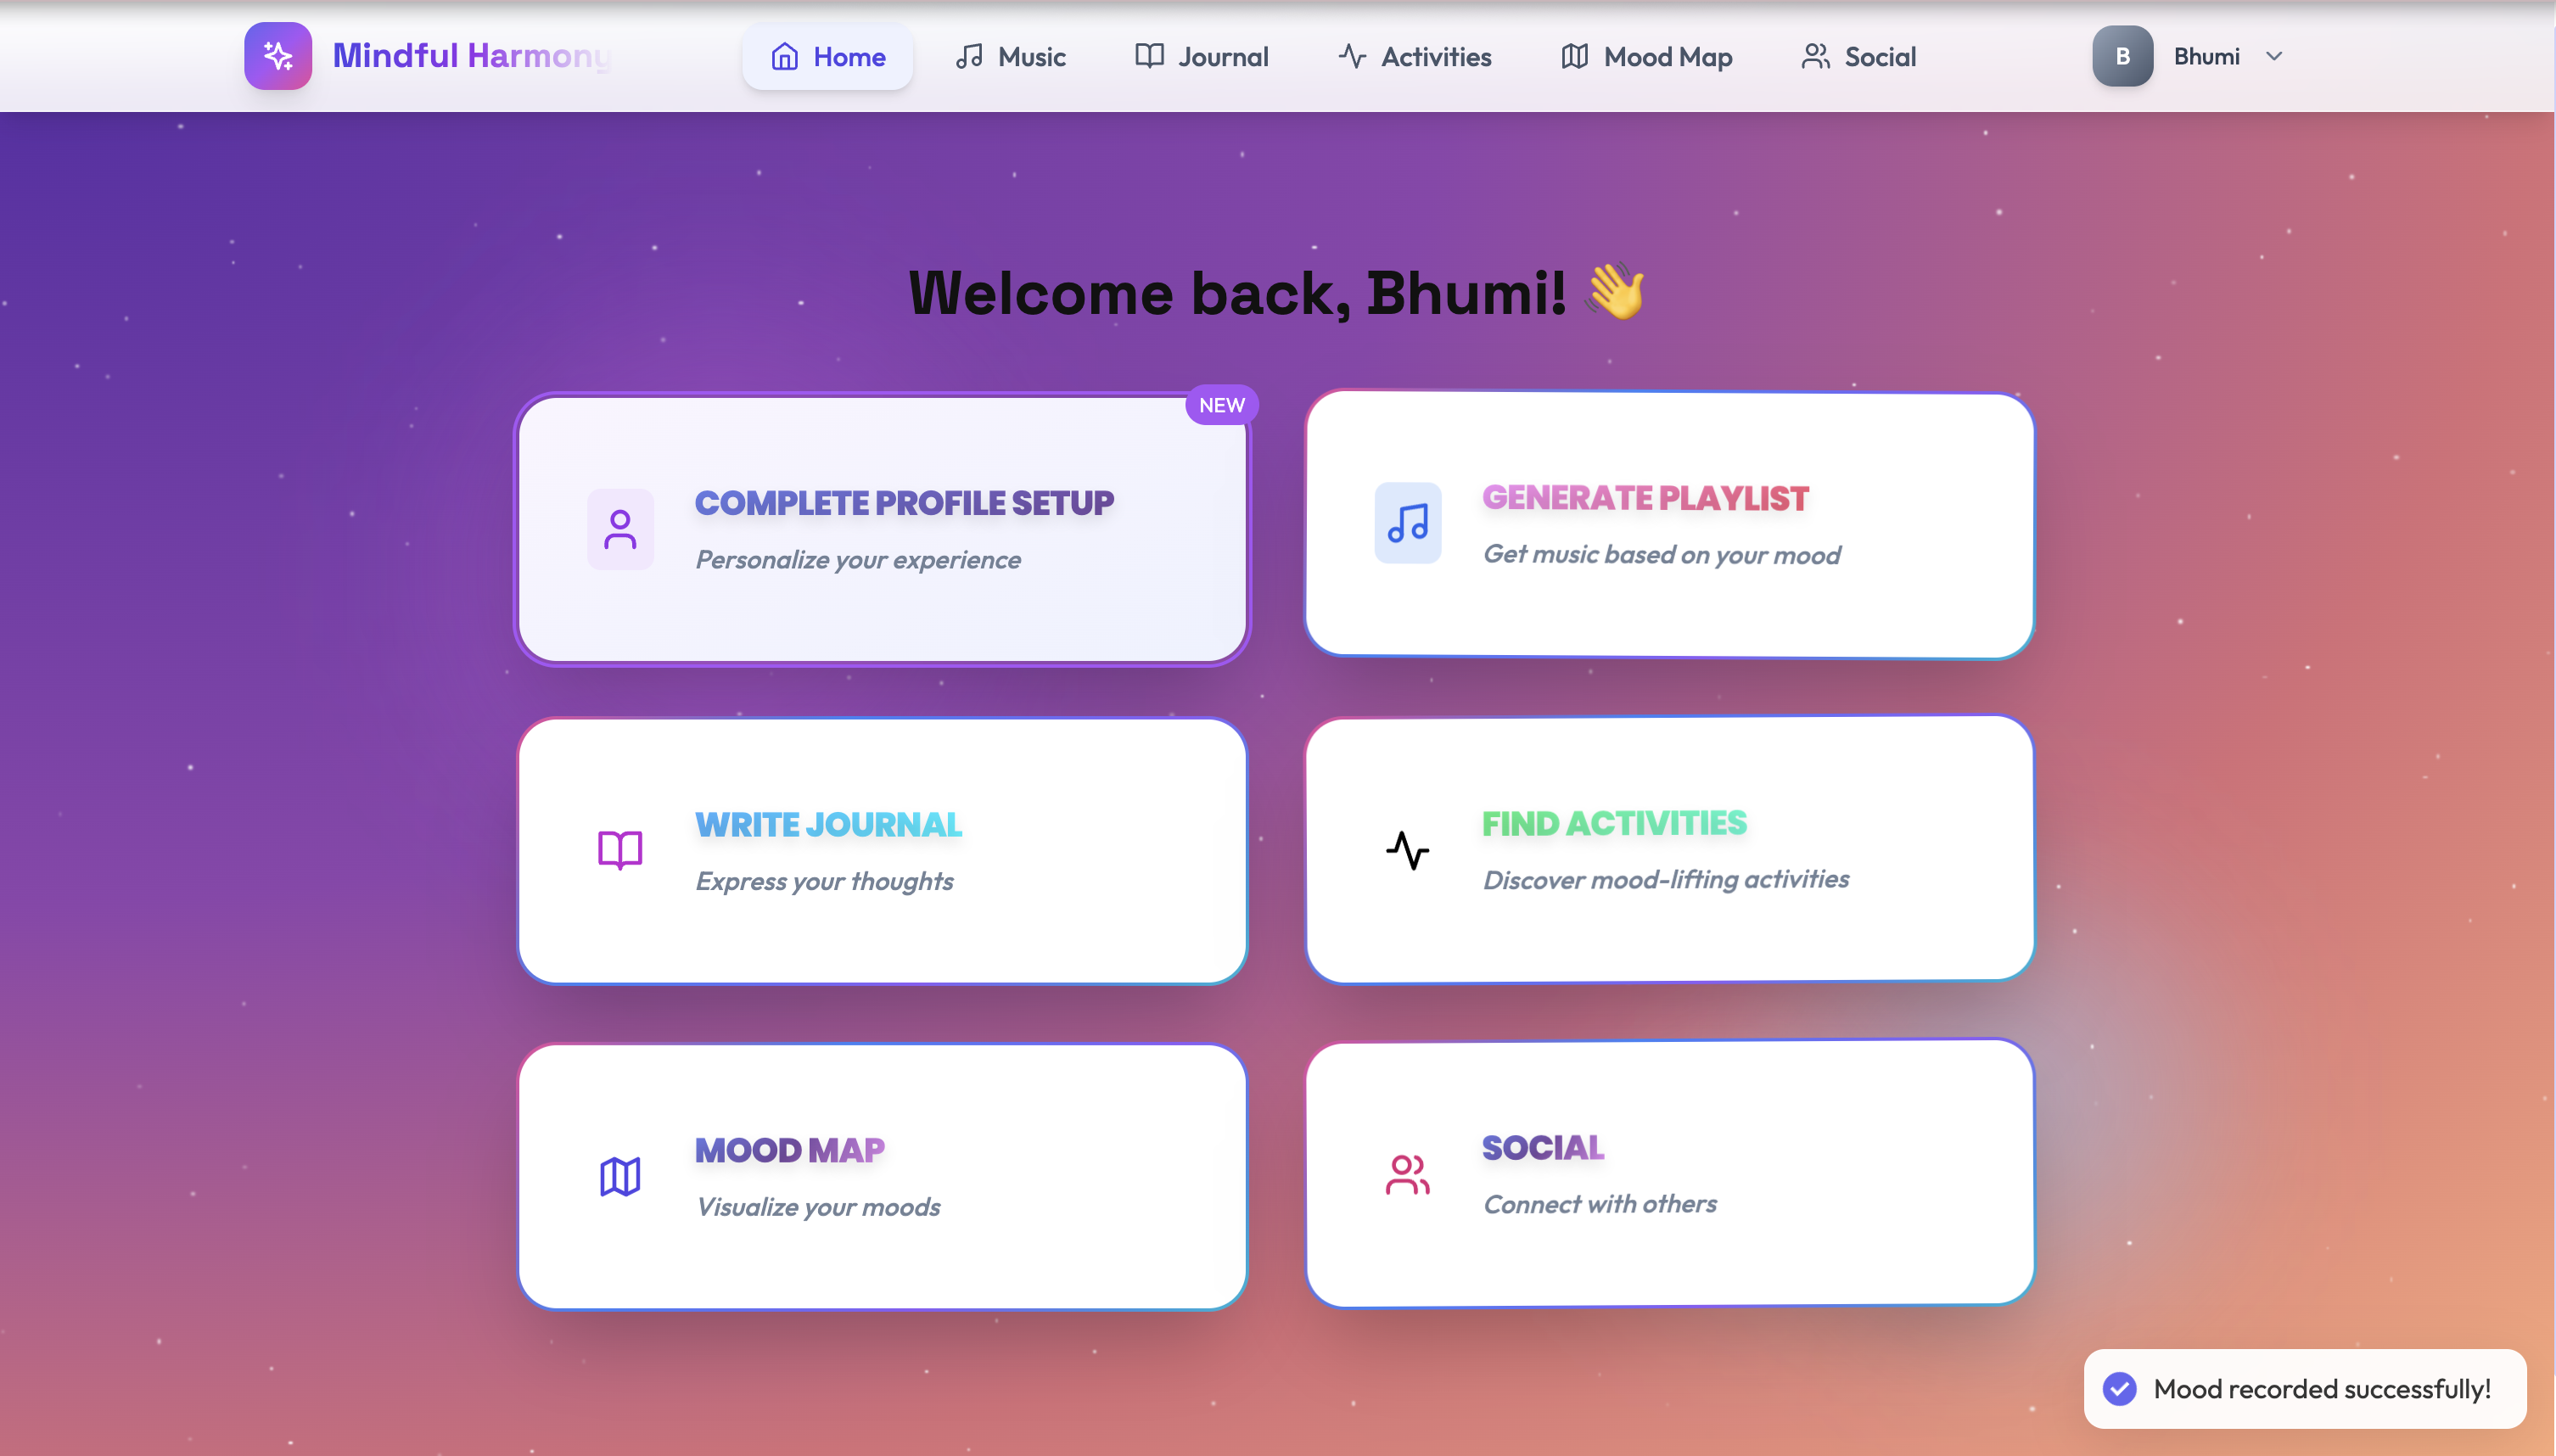 Mindful Harmony
Home
Music
Journal
Activities
Mood Map
Social
B
Bhumi
Welcome back, Bhumi! 👋
NEW
COMPLETE PROFILE SETUP
Personalize your experience
GENERATE PLAYLIST
Get music based on your mood
WRITE JOURNAL
Express your thoughts
FIND ACTIVITIES
Discover mood-lifting activities
MOOD MAP
Visualize your moods
SOCIAL
Connect with others
Mood recorded successfully!